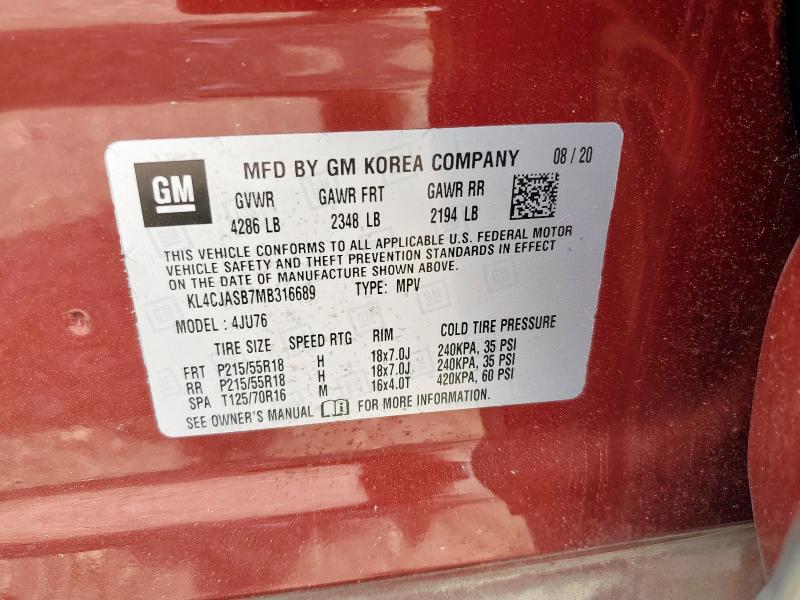 GM
MFD BY GM KOREA COMPANY 08 / 20
GVWR GAWR FRT GAWR RR
4286 LB 2348 LB 2194 LB
THIS VEHICLE CONFORMS TO ALL APPLICABLE U.S. FEDERAL MOTOR
VEHICLE SAFETY AND THEFT PREVENTION STANDARDS IN EFFECT
ON THE DATE OF MANUFACTURE SHOWN ABOVE.
KL4CJASB7MB316689 TYPE: MPV
MODEL : 4JU76
TIRE SIZE SPEED RTG RIM COLD TIRE PRESSURE
FRT P215/55R18 H 18x7.0J 240KPA, 35 PSI
RR P215/55R18 H 18x7.0J 240KPA, 35 PSI
SPA T125/70R16 M 16x4.0T 420KPA, 60 PSI
SEE OWNER'S MANUAL FOR MORE INFORMATION.